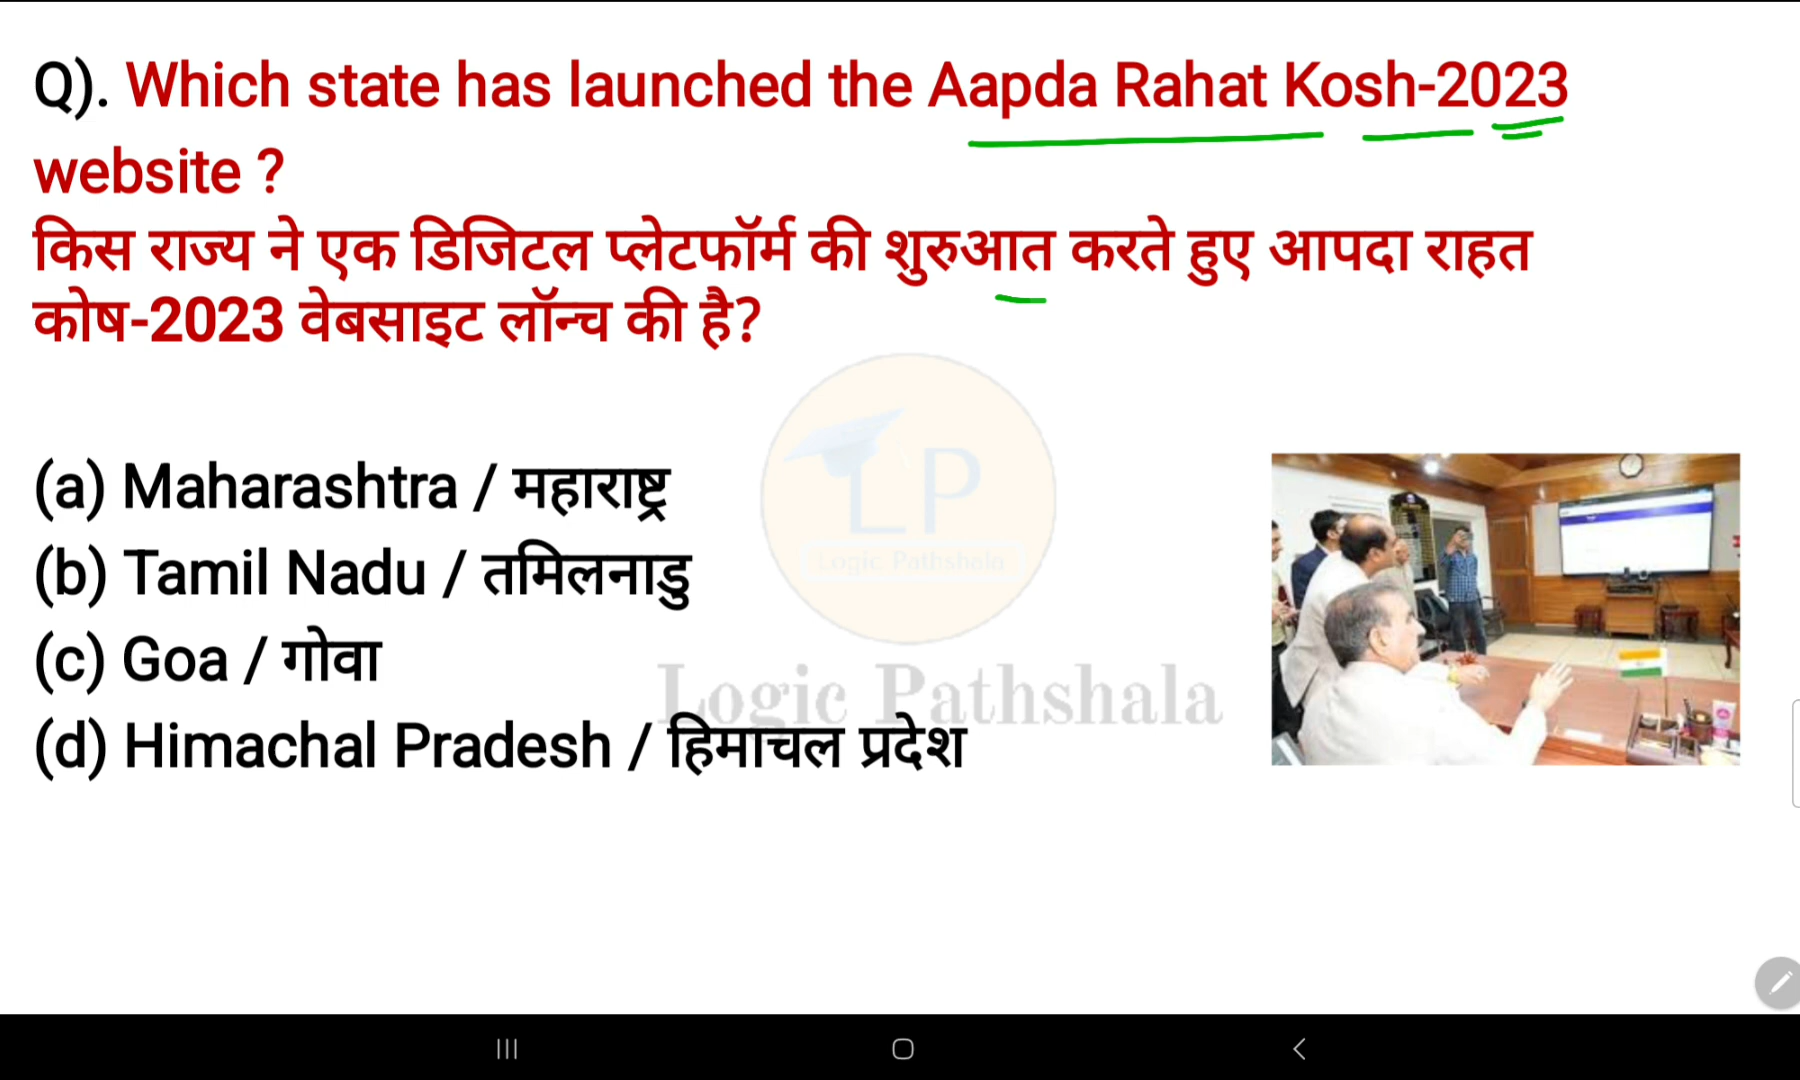 Q). Which state has launched the Aapda Rahat Kosh-2023
website ?
किस राज्य ने एक डिजिटल प्लेटफॉर्म की शुरुआत करते हुए आपदा राहत
कोष-2023 वेबसाइट लॉन्च की है?
(a) Maharashtra / महाराष्ट्र
(b) Tamil Nadu / तमिलनाडु
(c) Goa / गोवा
(d) Himachal Pradesh / हिमाचल प्रदेश
LP
Logic Pathshala
Logic Pathshala